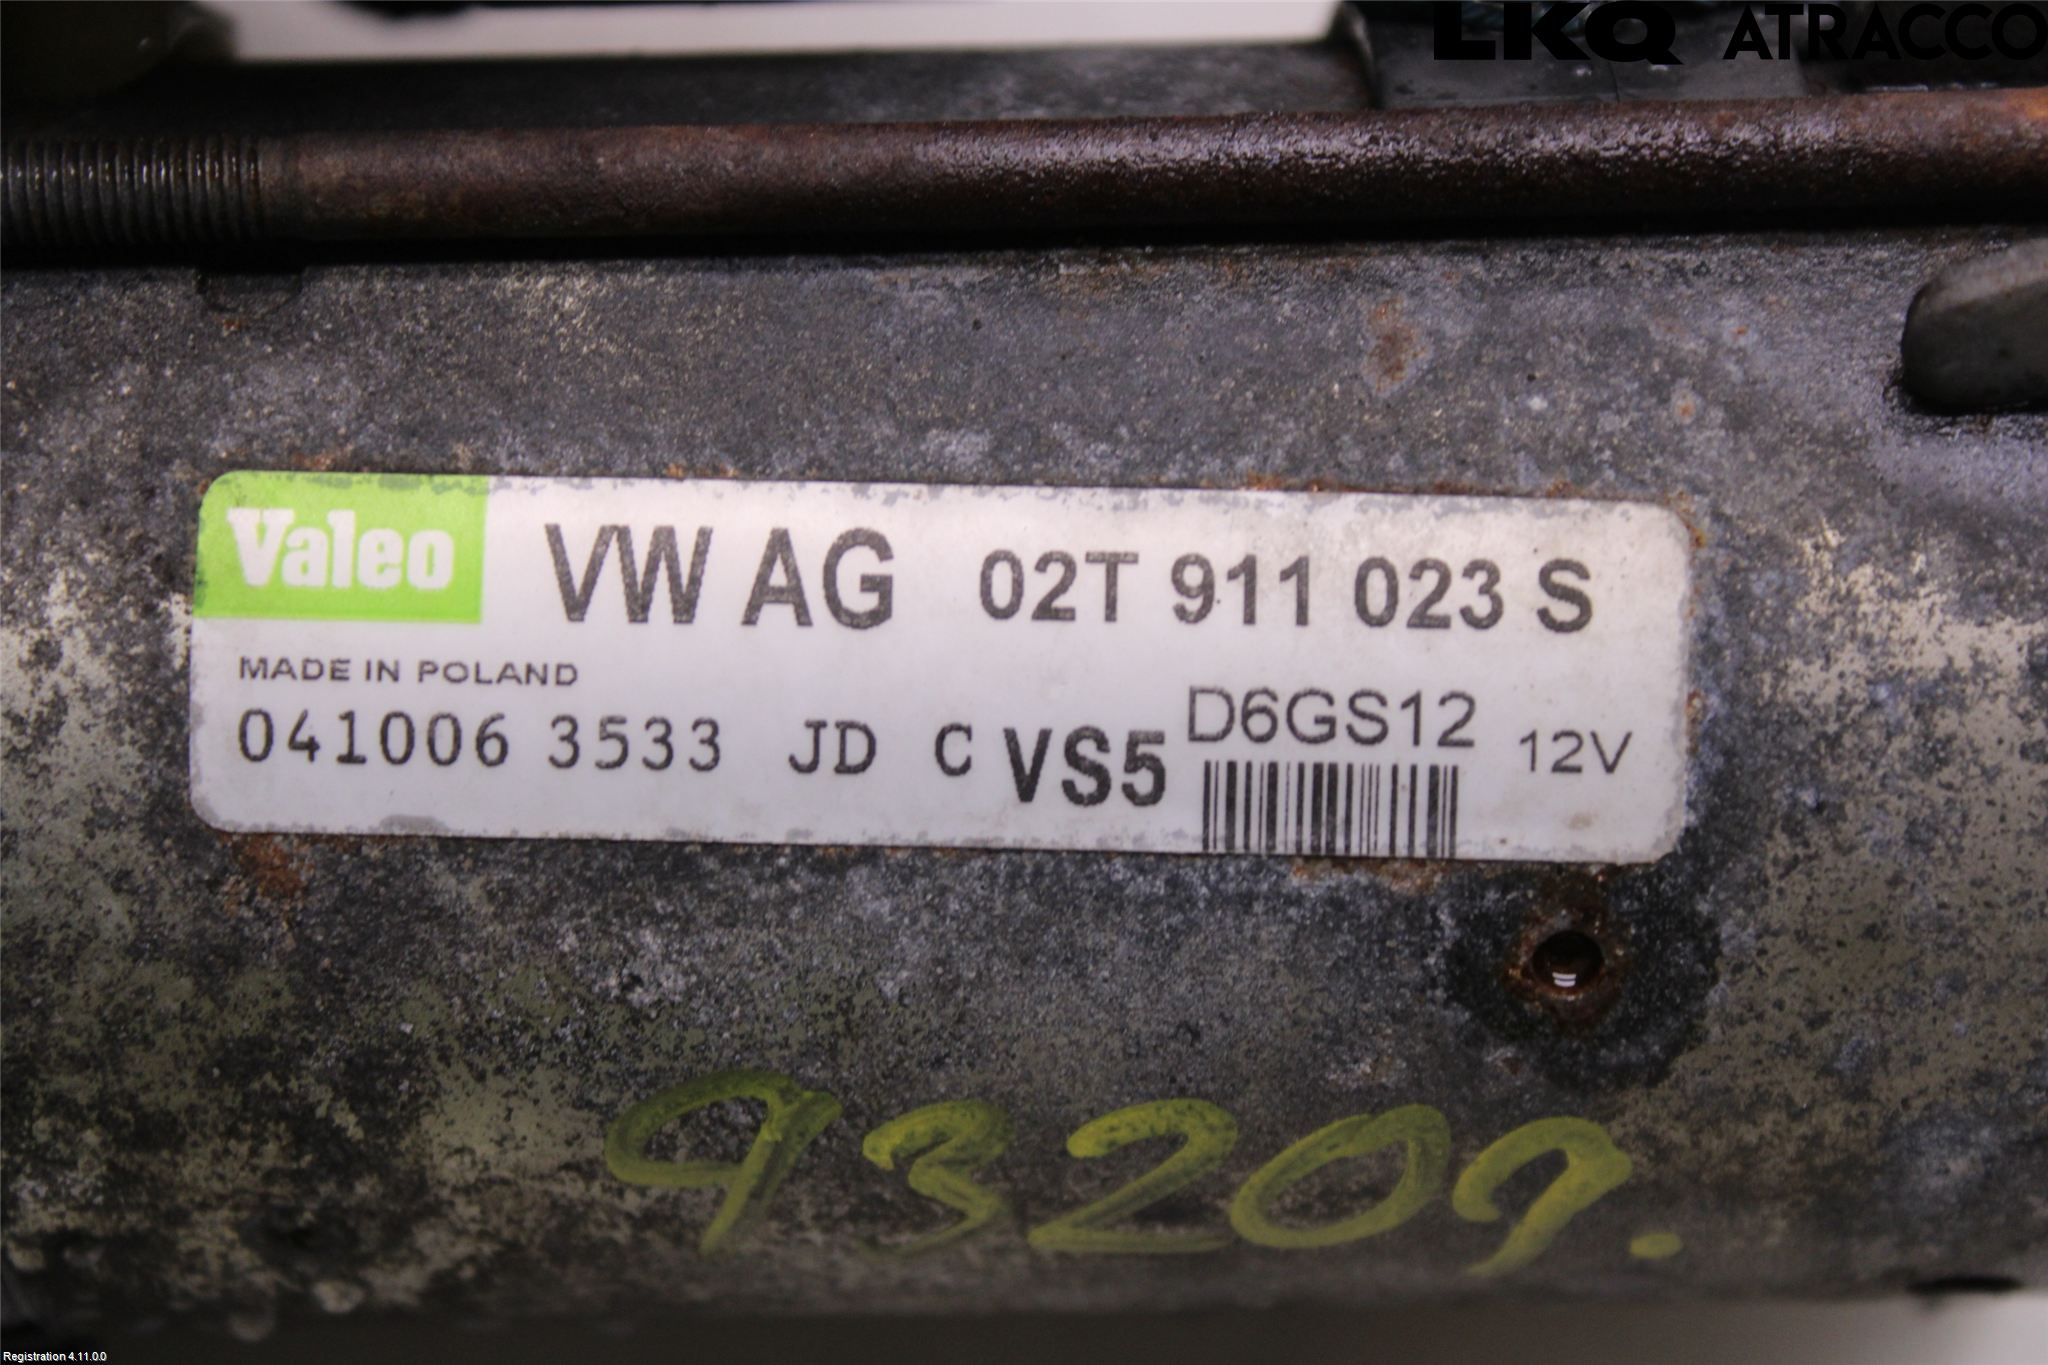 LKQ ATRACCO
Valeo VW AG 02T 911 023 S
MADE IN POLAND
041006 3533 JD C VS5 D6GS12 12V
93209.
Registration 4.11.0.0